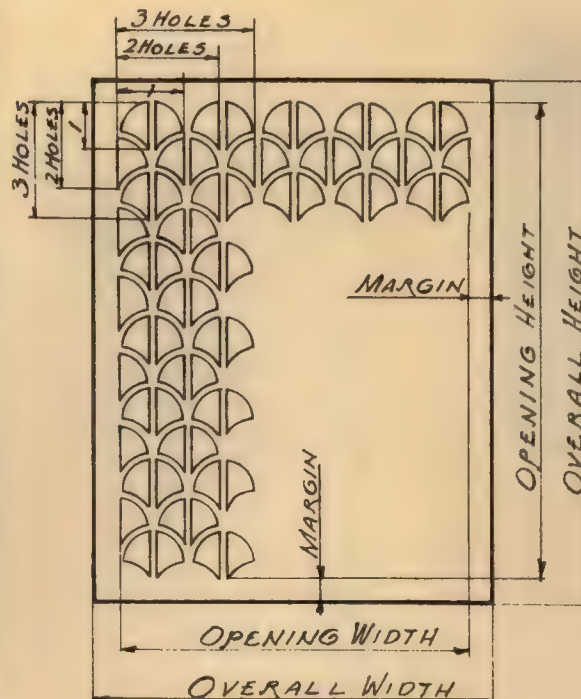 3 HOLES
2 HOLES
1
1
2 HOLES
3 HOLES
MARGIN
OPENING HEIGHT
OVERALL HEIGHT
MARGIN
OPENING WIDTH
OVERALL WIDTH